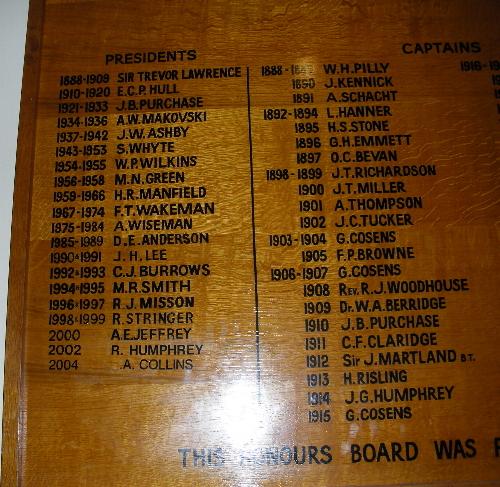 PRESIDENTS
1888-1909 SIR TREVOR LAWRENCE
1910-1920 E.C.P. HULL
1921-1933 J.B. PURCHASE
1934-1936 A.W. MAKOVSKI
1937-1942 J.W. ASHBY
1943-1953 S. WHYTE
1954-1955 W.P. WILKINS
1956-1958 M.N. GREEN
1959-1966 H.R. MANFIELD
1967-1974 F.T. WAKEMAN
1975-1984 A. WISEMAN
1985-1989 D.E. ANDERSON
1990&1991 J.H. LEE
1992&1993 C.J. BURROWS
1994&1995 M.R. SMITH
1996&1997 R.J. MISSON
1998&1999 R. STRINGER
2000 A.E. JEFFREY
2002 R. HUMPHREY
2004 A. COLLINS
CAPTAINS
1888- W.H. PILLY
1890 J. KENNICK
1891 A. SCHACHT
1892-1894 L. HANNER
1895 H.S. STONE
1896 G.H. EMMETT
1897 O.C. BEVAN
1898-1899 J.T. RICHARDSON
1900 J.T. MILLER
1901 A. THOMPSON
1902 J.C. TUCKER
1903-1904 G. COSENS
1905 F.P. BROWNE
1906-1907 G. COSENS
1908 REV. R.J. WOODHOUSE
1909 DR. W.A. BERRIDGE
1910 J.B. PURCHASE
1911 C.F. CLARIDGE
1912 SIR J. MARTLAND BT.
1913 H. RISLING
1914 J.G. HUMPHREY
1915 G. COSENS
1916-1
THIS HONOURS BOARD WAS